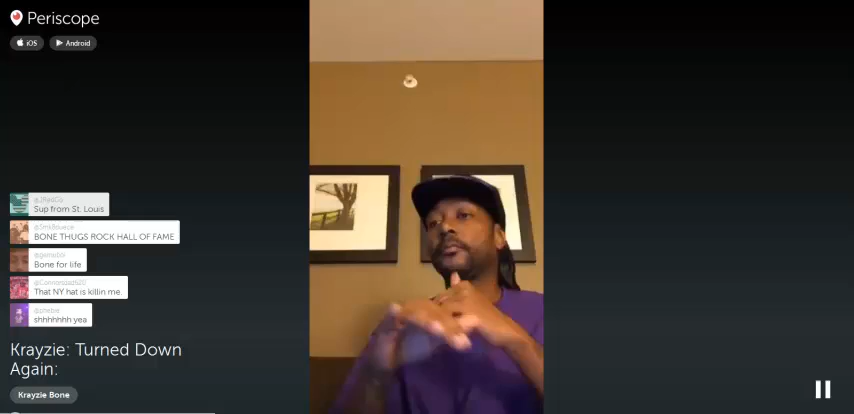 Periscope
iOS
Android
Sup from St. Louis
BONE THUGS ROCK HALL OF FAME
Bone for life
That NY hat is killin me.
shhhhhhh yea
Krayzie: Turned Down
Again:
Krayzie Bone